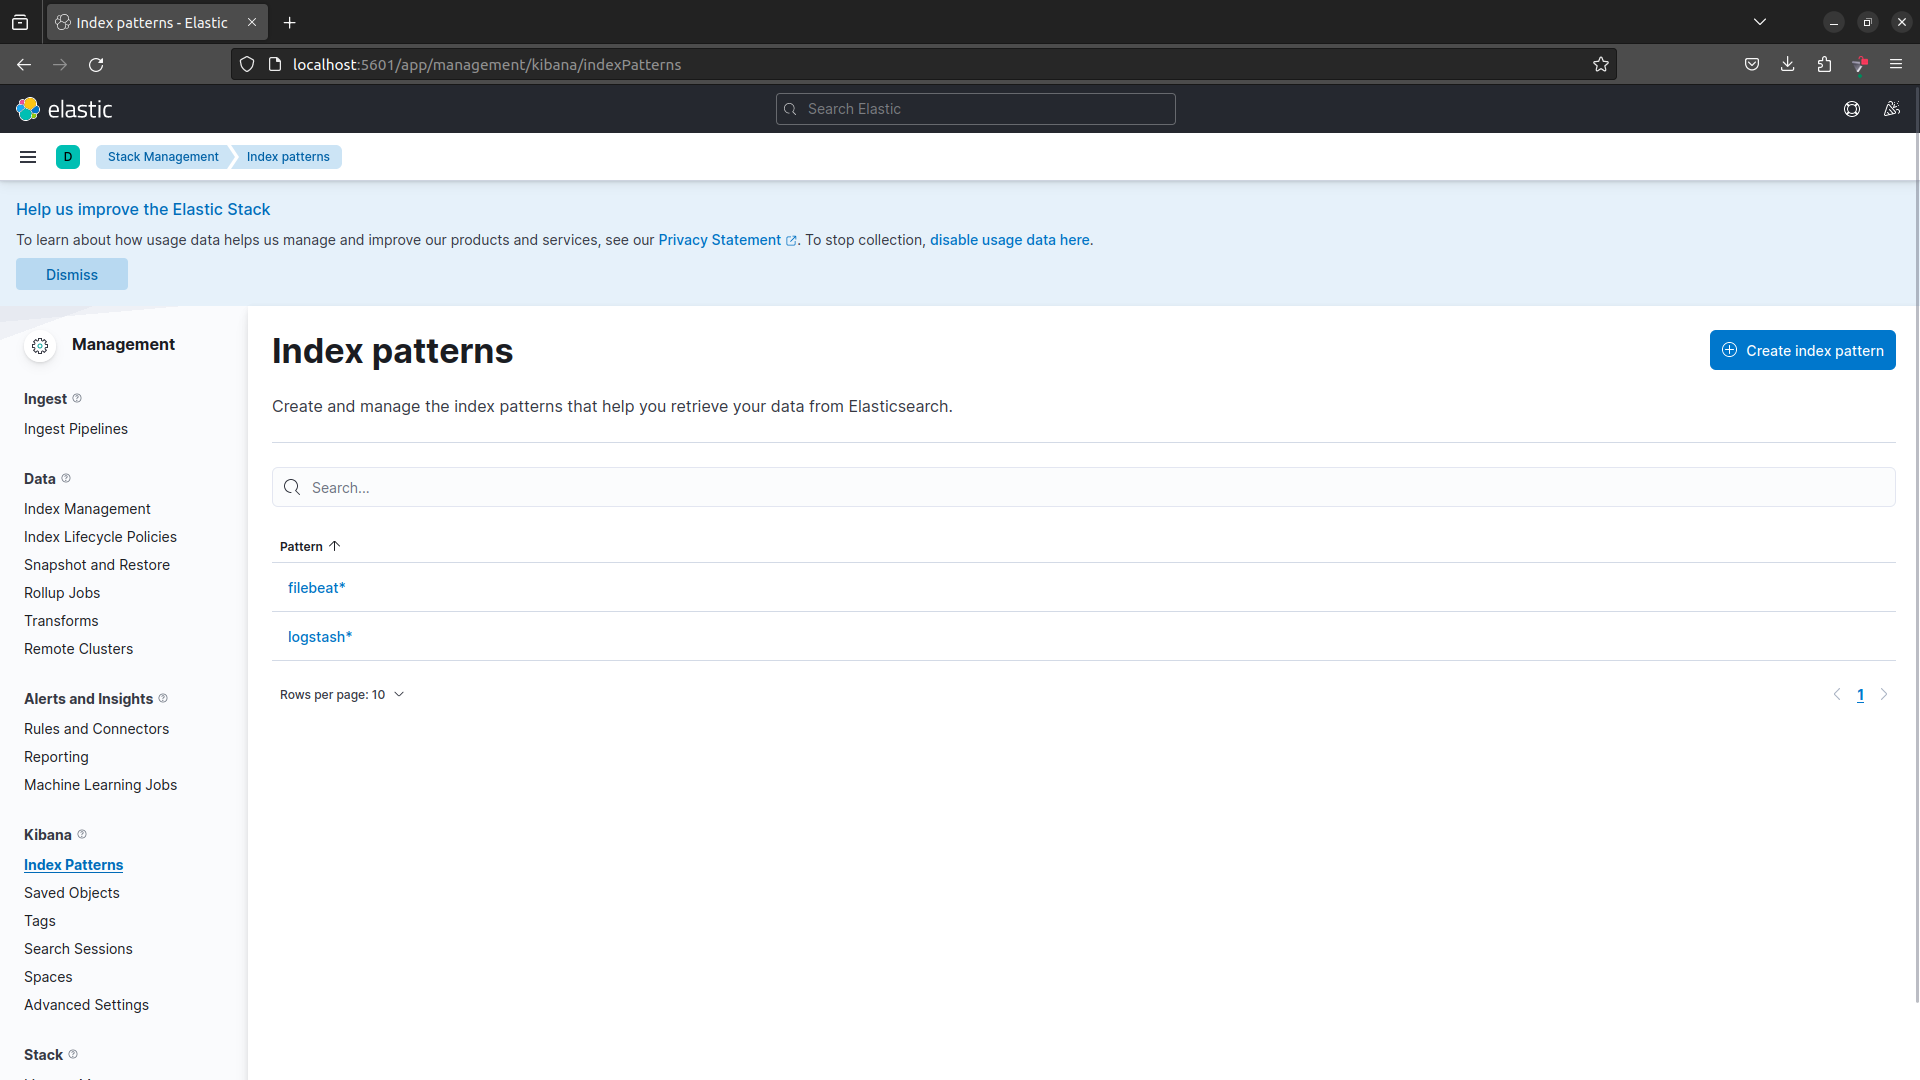 Index patterns - Elastic
localhost:5601/app/management/kibana/indexPatterns
elastic
Search Elastic
D
Stack Management
Index patterns
Help us improve the Elastic Stack
To learn about how usage data helps us manage and improve our products and services, see our Privacy Statement. To stop collection, disable usage data here.
Dismiss
Management
Ingest
Ingest Pipelines
Data
Index Management
Index Lifecycle Policies
Snapshot and Restore
Rollup Jobs
Transforms
Remote Clusters
Alerts and Insights
Rules and Connectors
Reporting
Machine Learning Jobs
Kibana
Index Patterns
Saved Objects
Tags
Search Sessions
Spaces
Advanced Settings
Stack
Index patterns
Create index pattern
Create and manage the index patterns that help you retrieve your data from Elasticsearch.
Search...
Pattern
filebeat*
logstash*
Rows per page: 10
1